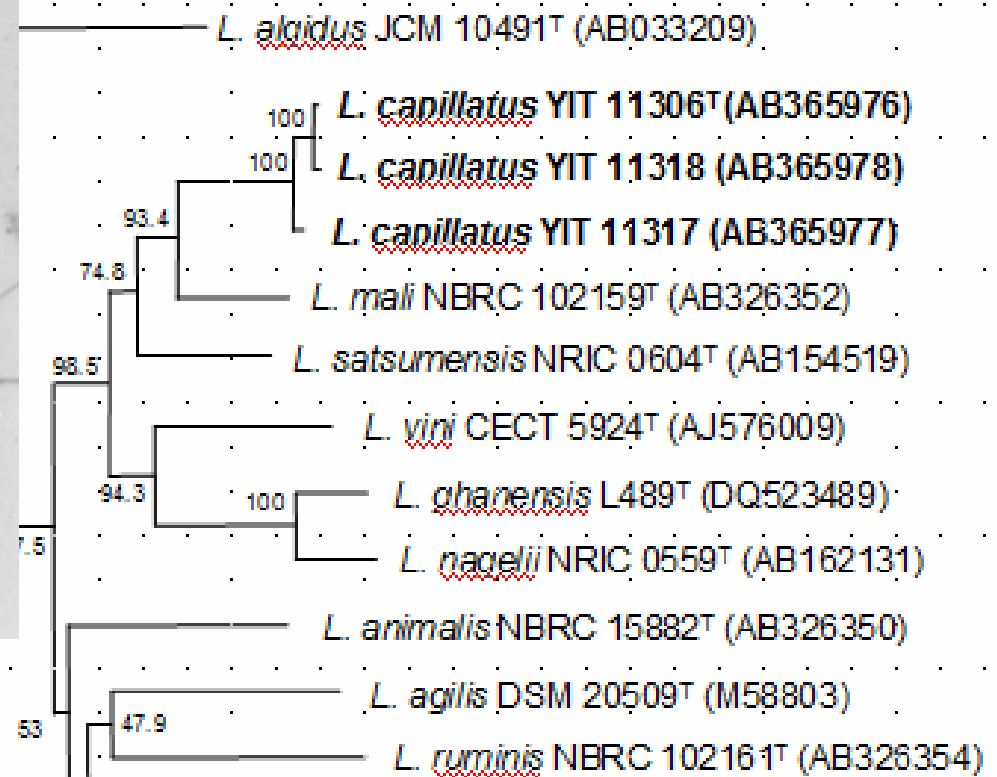 L. algidus JCM 10491ᵀ (AB033209)
L. capillatus YIT 11306ᵀ (AB365976)
100
L. capillatus YIT 11318 (AB365978)
100
L. capillatus YIT 11317 (AB365977)
93.4
L. mali NBRC 102159ᵀ (AB326352)
74.8
L. satsumensis NRIC 0604ᵀ (AB154519)
98.5
L. vini CECT 5924ᵀ (AJ576009)
94.3
100
L. ghanensis L489ᵀ (DQ523489)
L. nagelii NRIC 0559ᵀ (AB162131)
7.5
L. animalis NBRC 15882ᵀ (AB326350)
L. agilis DSM 20509ᵀ (M58803)
53
47.9
L. ruminis NBRC 102161ᵀ (AB326354)